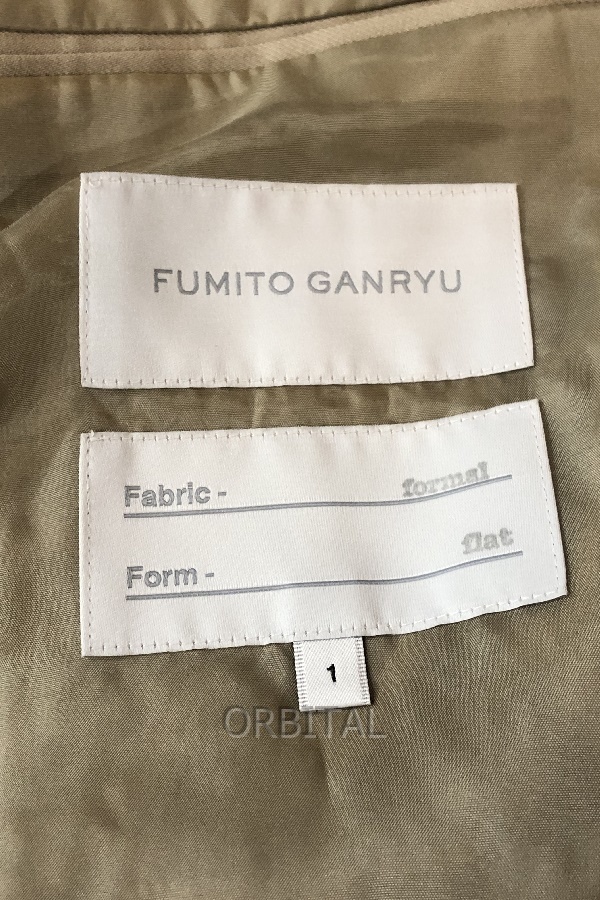 FUMITO GANRYU
Fabric - formal
Form - flat
1
ORBITAL